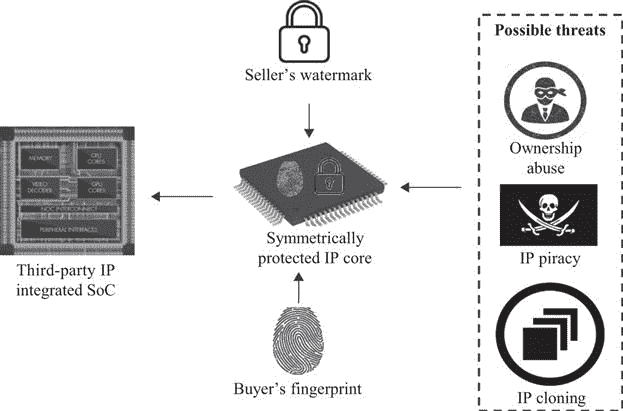 Possible threats
Seller's watermark
Ownership
abuse
MEMORY
CPU
CORES
VIDEO
DECODER
GPU
CORES
NOC INTERCONNECT
PERIPHERAL INTERFACES
Symmetrically
protected IP core
IP piracy
Third-party IP
integrated SoC
Buyer's fingerprint
IP cloning